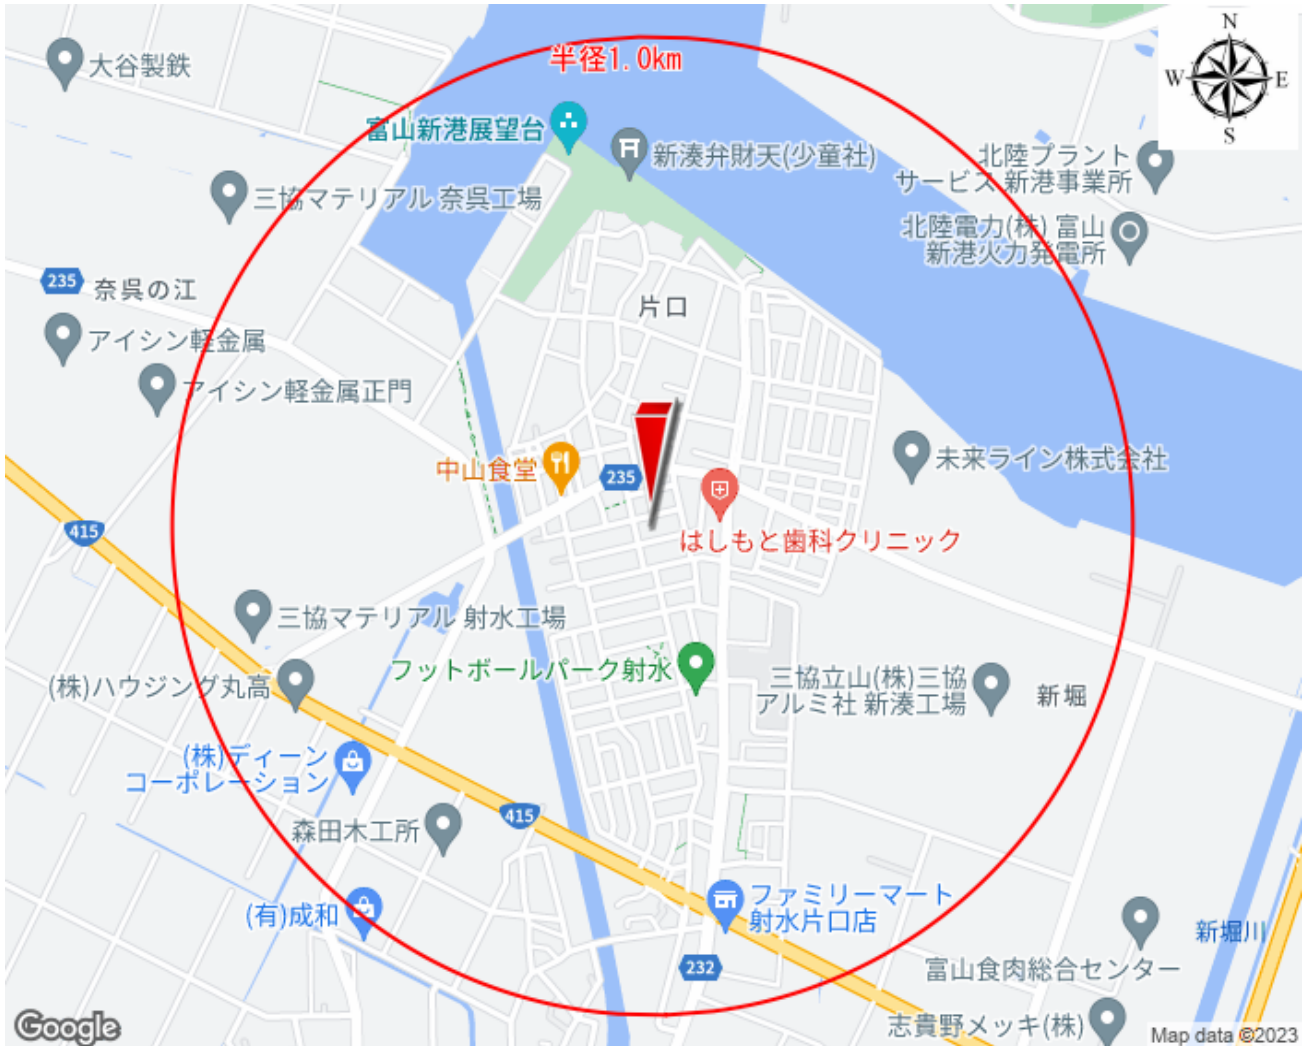 半径1.0km
N
W
E
S
大谷製鉄
富山新港展望台
新湊弁財天(少童社)
北陸プラント
サービス 新港事業所
三協マテリアル 奈呉工場
北陸電力(株) 富山
新港火力発電所
235
奈呉の江
片口
アイシン軽金属
アイシン軽金属正門
中山食堂
235
未来ライン株式会社
415
はしもと歯科クリニック
三協マテリアル 射水工場
フットボールパーク射水
(株)ハウジング丸高
三協立山(株)三協
アルミ社 新湊工場
新堀
(株)ディーン
コーポレーション
415
森田木工所
(有)成和
ファミリーマート
射水片口店
新堀川
232
富山食肉総合センター
志貴野メッキ(株)
Google
Map data ©2023